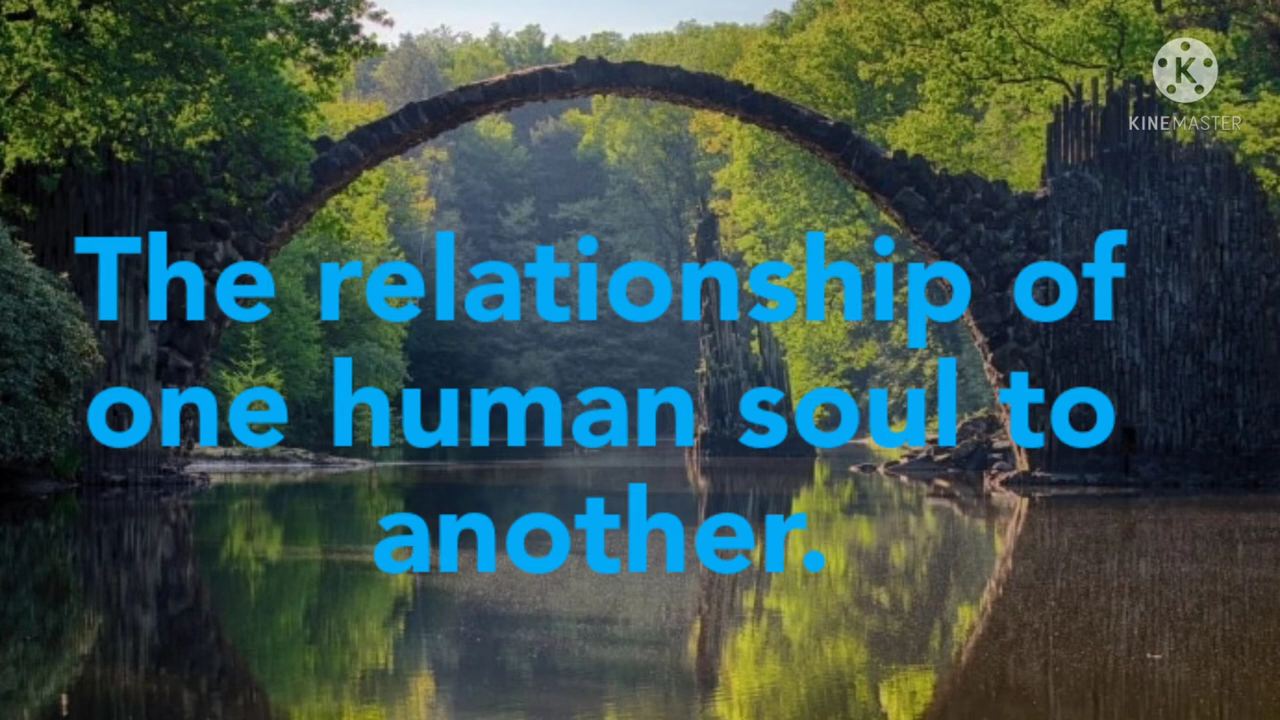 K
KINEMASTER
The relationship of
one human soul to
another.